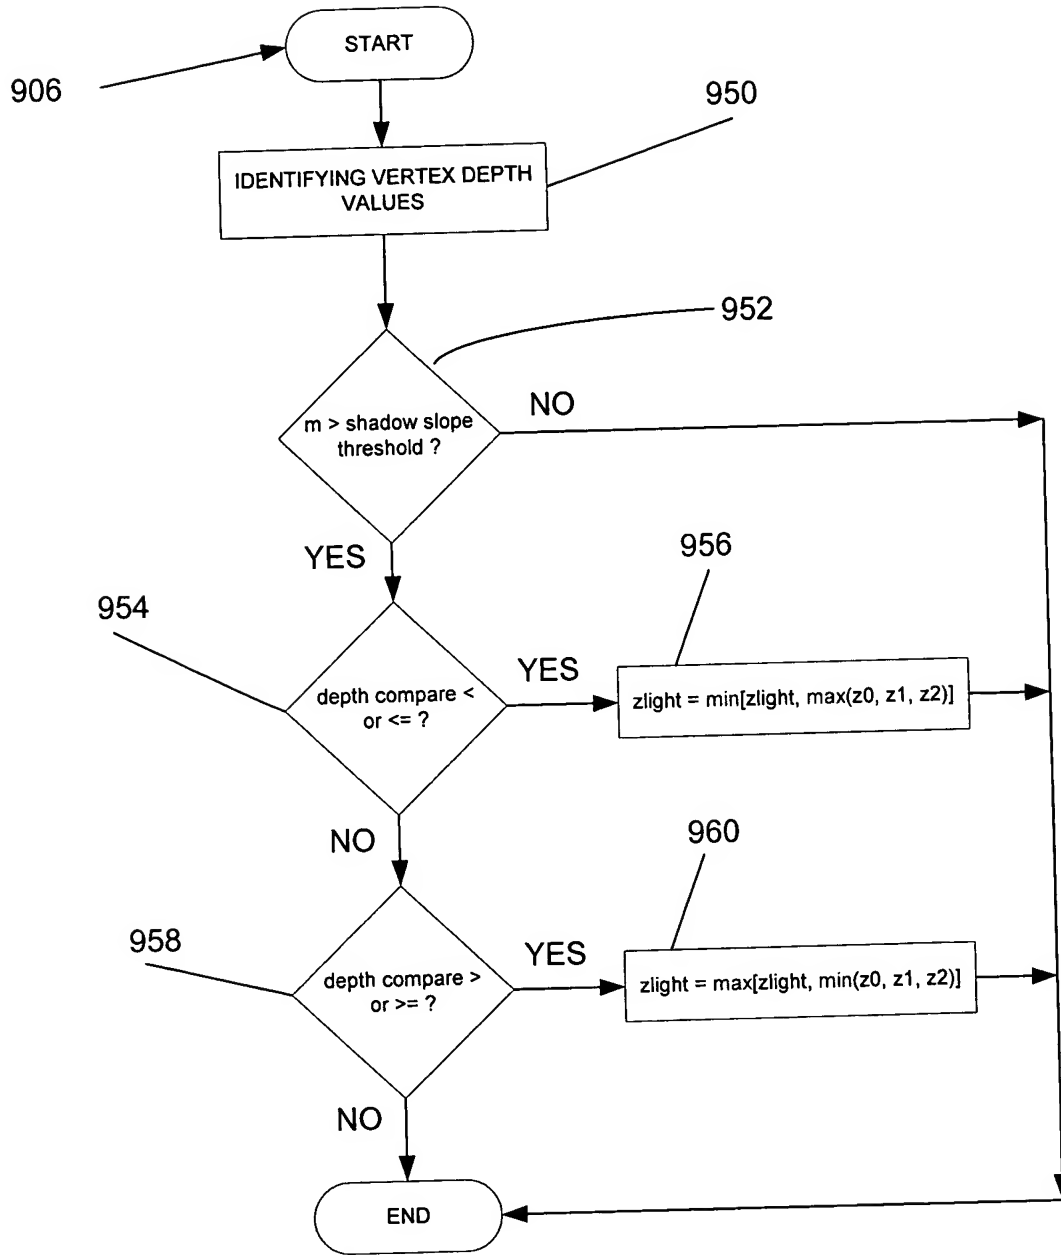 START
906
950
IDENTIFYING VERTEX DEPTH
VALUES
952
m > shadow slope
threshold ?
NO
YES
956
954
depth compare <
or <= ?
YES
zlight = min[zlight, max(z0, z1, z2)]
NO
960
958
depth compare >
or >= ?
YES
zlight = max[zlight, min(z0, z1, z2)]
NO
END